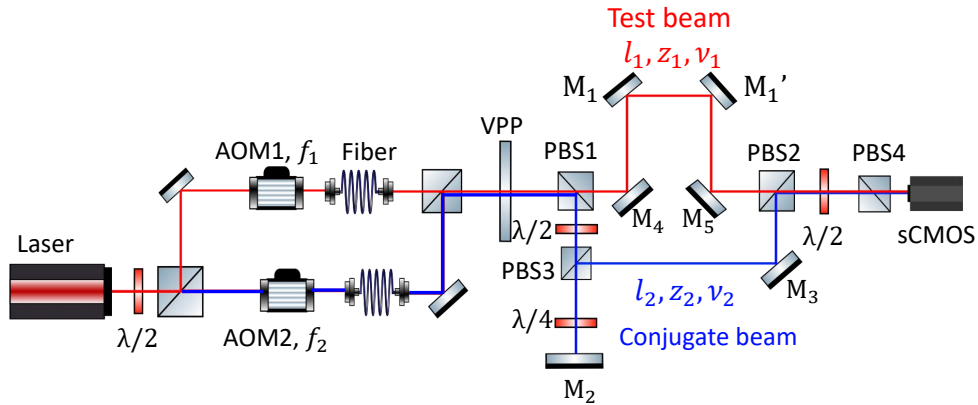 Test beam
l₁, z₁, ν₁
M₁
M₁’
VPP
AOM1, f₁
Fiber
PBS1
PBS2
PBS4
M₄
M₅
λ/2
Laser
PBS3
λ/2
sCMOS
M₃
l₂, z₂, ν₂
λ/2
AOM2, f₂
λ/4
Conjugate beam
M₂